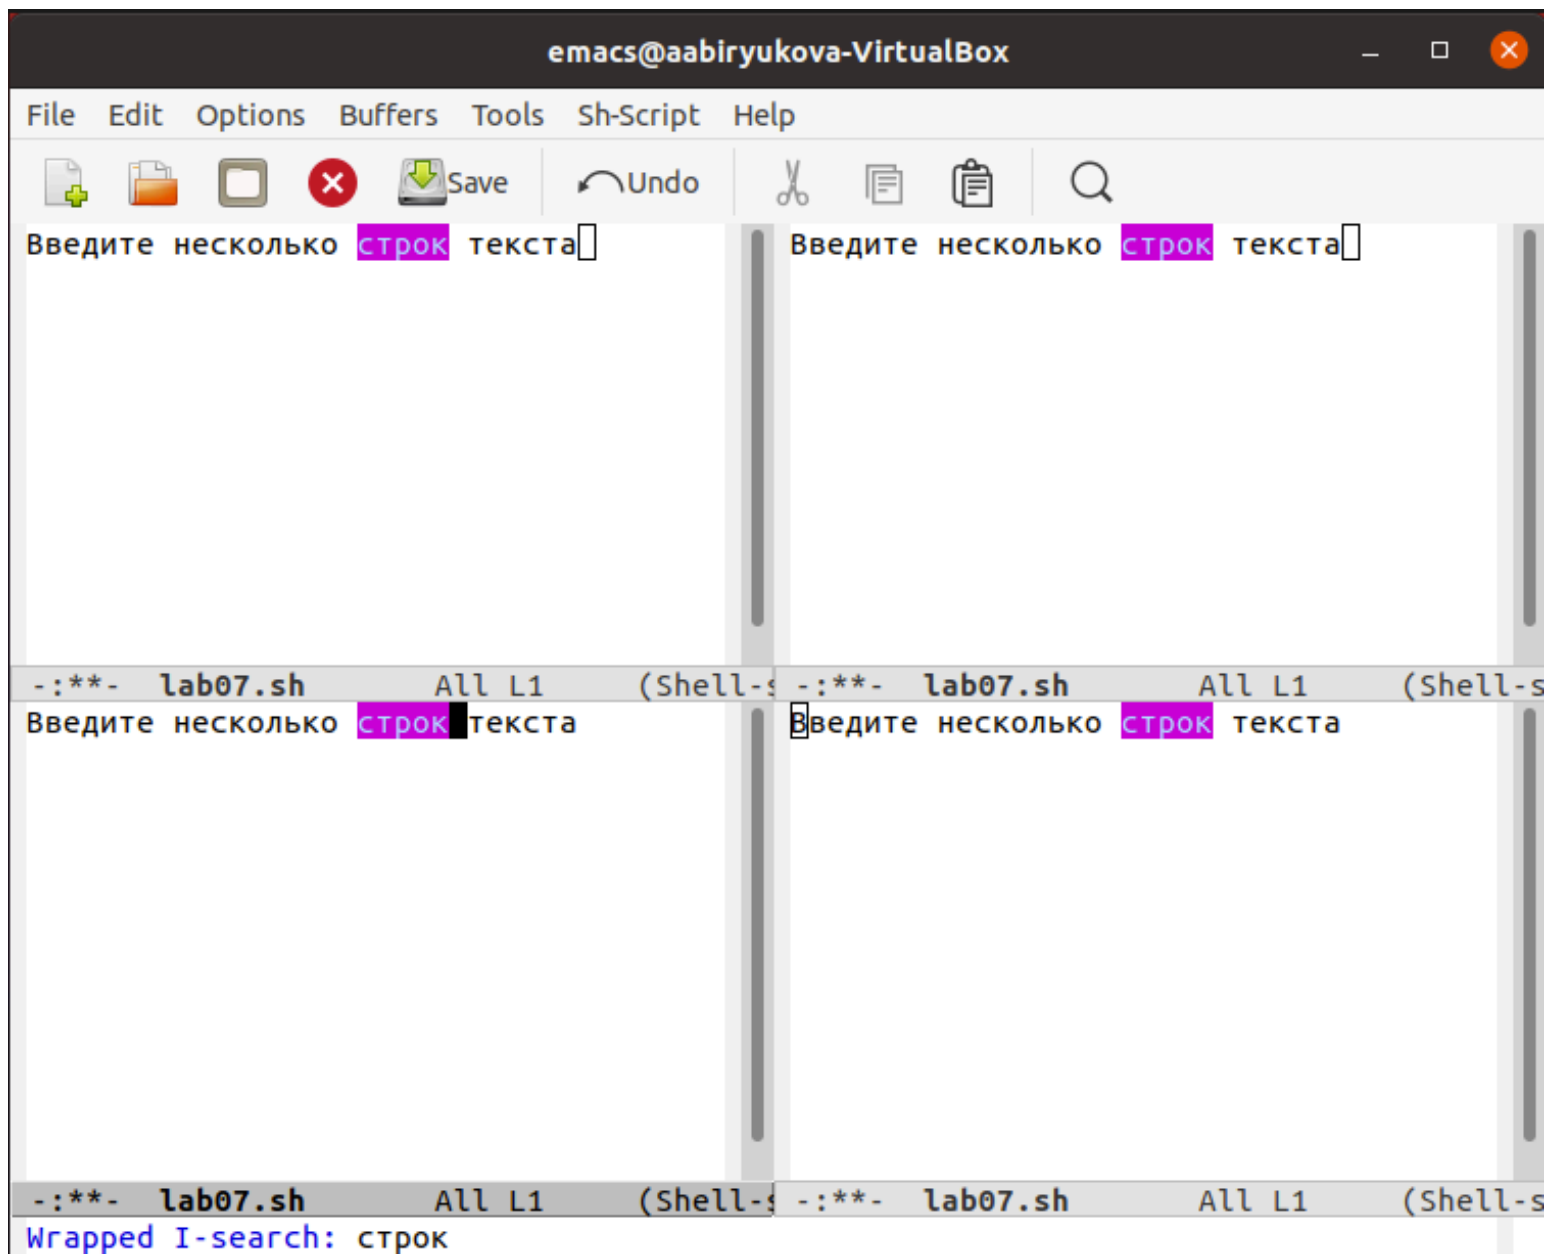 emacs@aabiryukova-VirtualBox
File Edit Options Buffers Tools Sh-Script Help
Save Undo
Введите несколько строк текста
Введите несколько строк текста
-:**- lab07.sh All L1 (Shell-s
-:**- lab07.sh All L1 (Shell-s
Введите несколько строк текста
Введите несколько строк текста
-:**- lab07.sh All L1 (Shell-s
-:**- lab07.sh All L1 (Shell-s
Wrapped I-search: строк